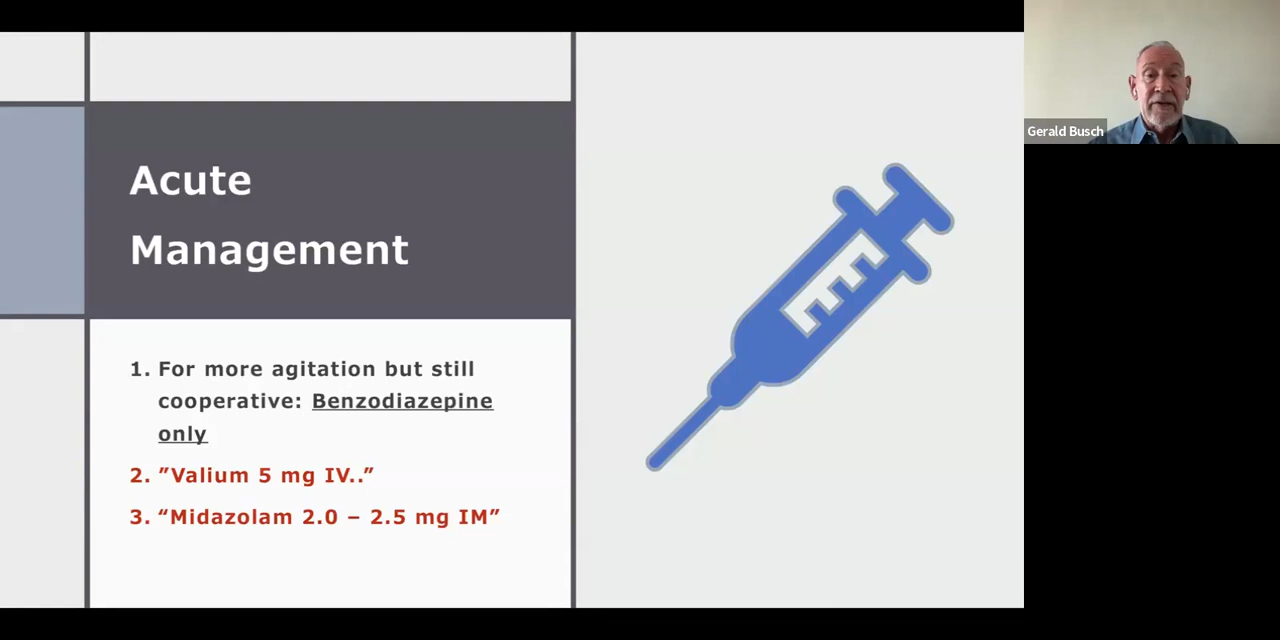 Acute
Management
1. For more agitation but still
cooperative: Benzodiazepine
only
2. ”Valium 5 mg IV..”
3. “Midazolam 2.0 – 2.5 mg IM”
Gerald Busch